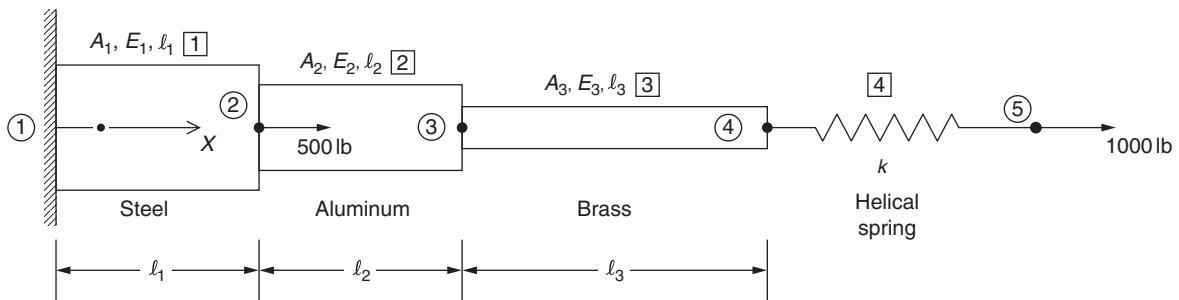 A₁, E₁, ℓ₁ 1
A₂, E₂, ℓ₂ 2
A₃, E₃, ℓ₃ 3
4
1
2
3
4
5
X
500 lb
1000 lb
k
Steel
Aluminum
Brass
Helical
spring
ℓ₁
ℓ₂
ℓ₃